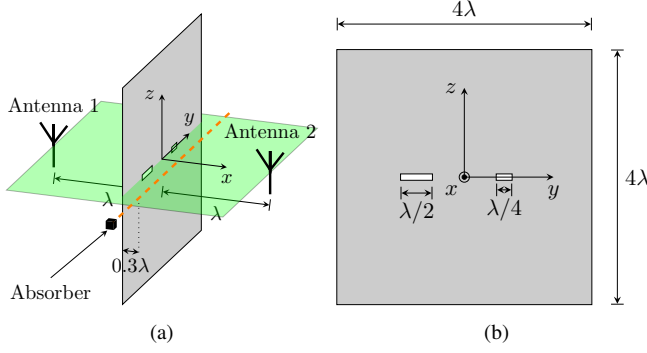 Antenna 1
z
y
Antenna 2
x
λ
λ
0.3λ
Absorber
(a)
4λ
z
x
y
λ/2
λ/4
4λ
(b)